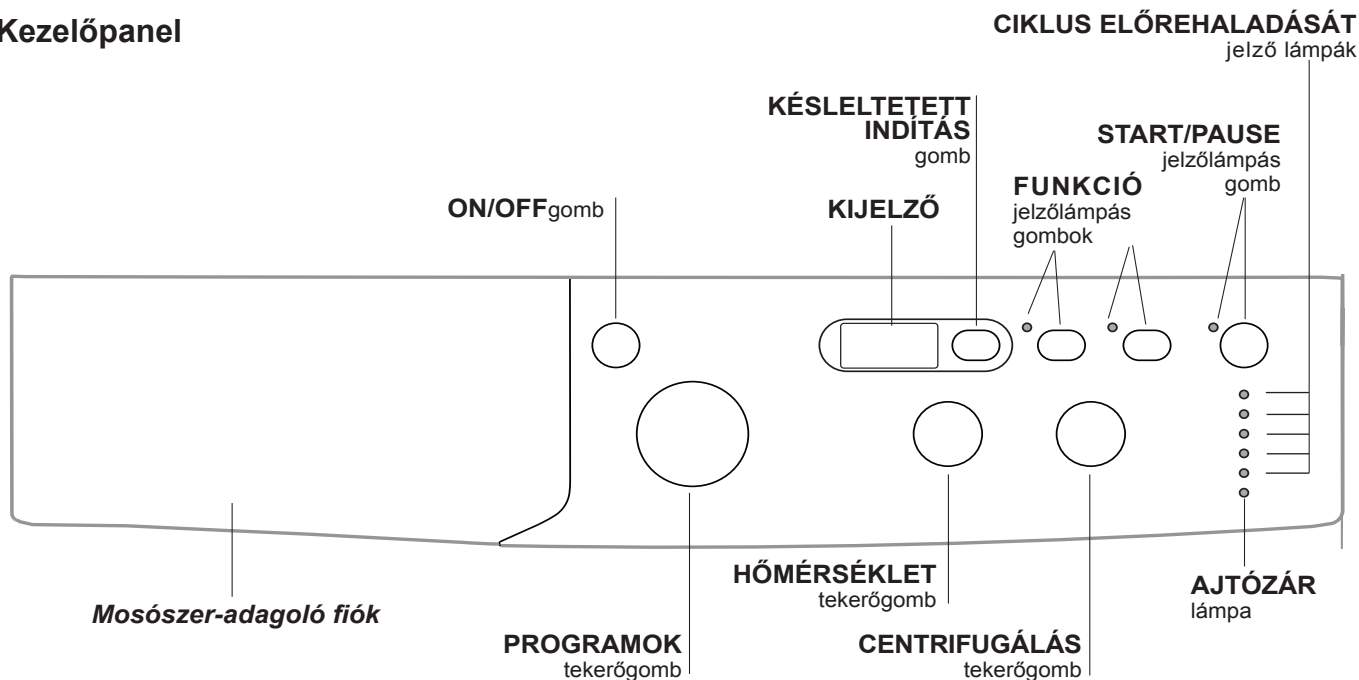 Kezelőpanel
CIKLUS ELŐREHALADÁSÁT
jelző lámpák
KÉSLELTETETT
INDÍTÁS
gomb
START/PAUSE
jelzőlámpás
gomb
FUNKCIÓ
jelzőlámpás
gombok
ON/OFFgomb
KIJELZŐ
Mosószer-adagoló fiók
HŐMÉRSÉKLET
tekerőgomb
AJTÓZÁR
lámpa
PROGRAMOK
tekerőgomb
CENTRIFUGÁLÁS
tekerőgomb